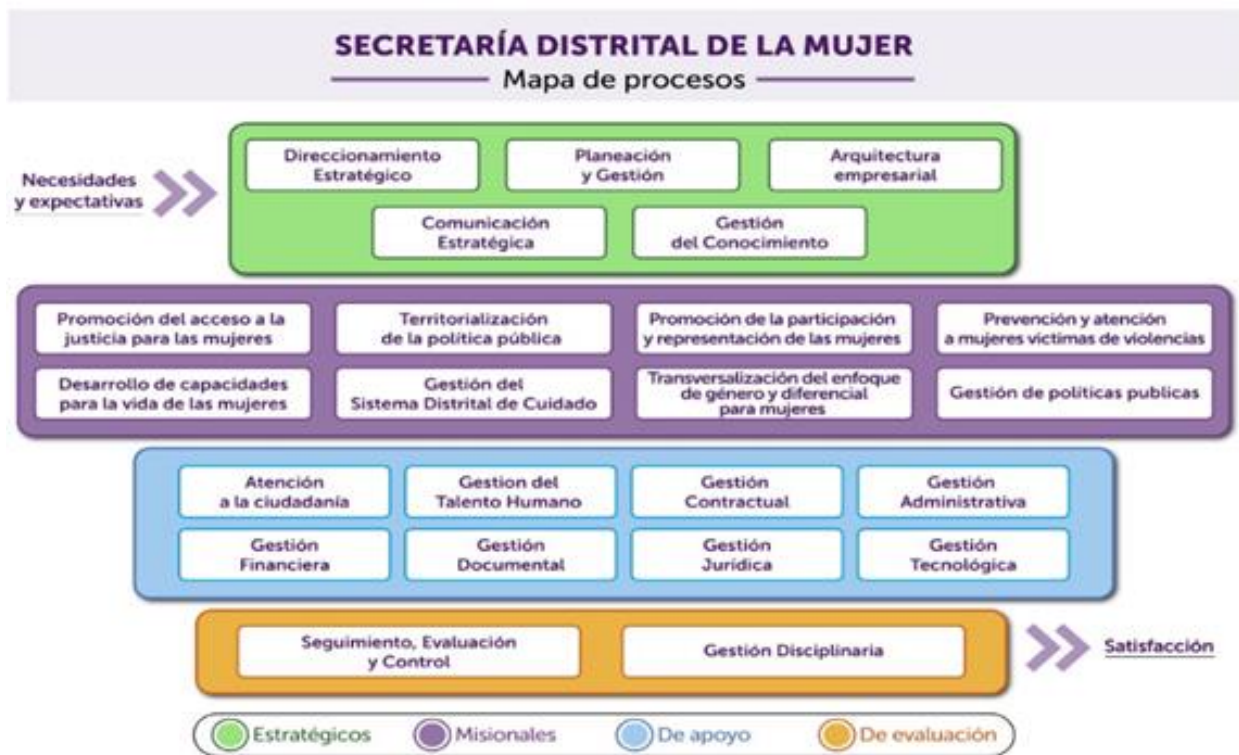 SECRETARÍA DISTRITAL DE LA MUJER
Mapa de procesos
Necesidades
y expectativas
Direccionamiento
Estratégico
Planeación
y Gestión
Arquitectura
empresarial
Comunicación
Estratégica
Gestión
del Conocimiento
Promoción del acceso a la
justicia para las mujeres
Territorialización
de la política pública
Promoción de la participación
y representación de las mujeres
Prevención y atención
a mujeres víctimas de violencias
Desarrollo de capacidades
para la vida de las mujeres
Gestión del
Sistema Distrital de Cuidado
Transversalización del enfoque
de género y diferencial
para mujeres
Gestión de políticas publicas
Atención
a la ciudadanía
Gestion del
Talento Humano
Gestión
Contractual
Gestión
Administrativa
Gestión
Financiera
Gestión
Documental
Gestión
Jurídica
Gestión
Tecnológica
Seguimiento, Evaluación
y Control
Gestión Disciplinaria
Satisfacción
Estratégicos
Misionales
De apoyo
De evaluación